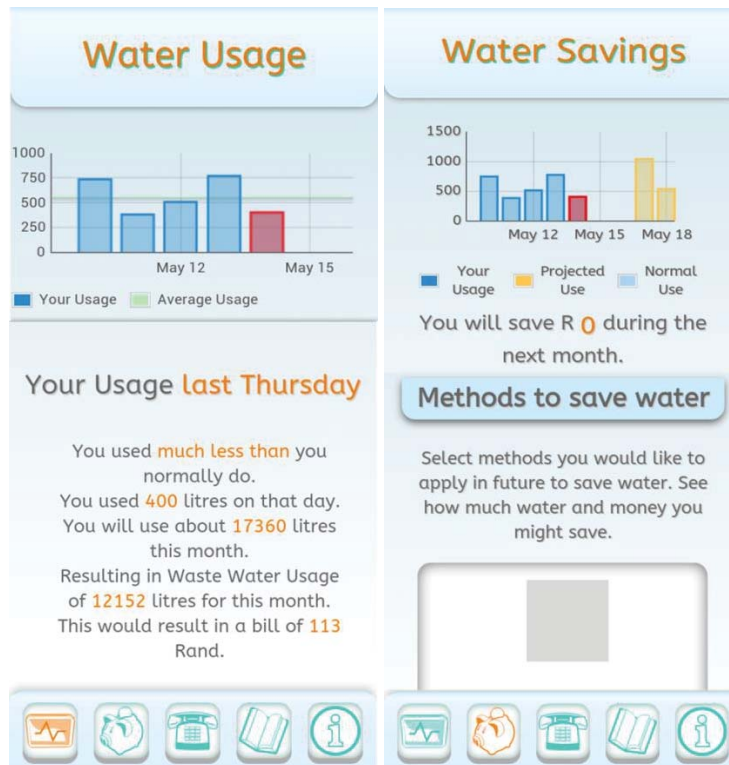 Water Usage
1000
750
500
250
0
May 12 May 15
Your Usage Average Usage
Your Usage last Thursday
You used much less than you
normally do.
You used 400 litres on that day.
You will use about 17360 litres
this month.
Resulting in Waste Water Usage
of 12152 litres for this month.
This would result in a bill of 113
Rand.
Water Savings
1500
1000
500
0
May 12 May 15 May 18
Your Projected Normal
Usage Use Use
You will save R 0 during the
next month.
Methods to save water
Select methods you would like to
apply in future to save water. See
how much water and money you
might save.